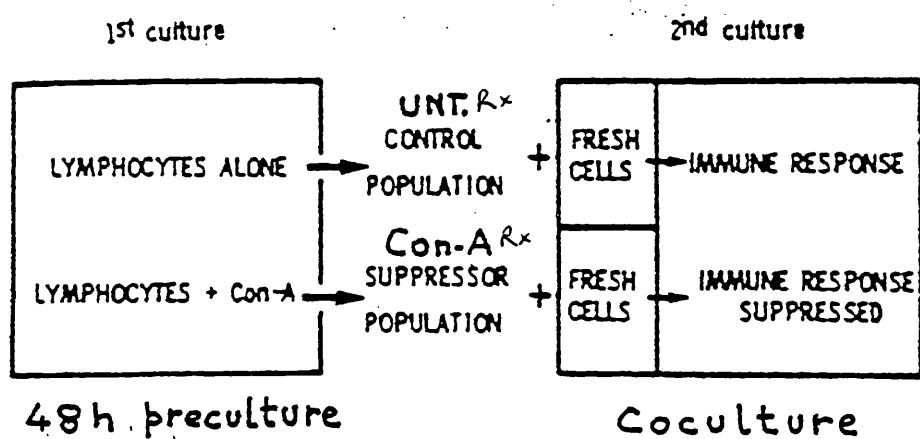 1st culture
2nd culture
UNT. Rx
CONTROL
POPULATION
LYMPHOCYTES ALONE
+
FRESH
CELLS
IMMUNE RESPONSE
Con-A Rx
SUPPRESSOR
POPULATION
LYMPHOCYTES + Con-A
+
FRESH
CELLS
IMMUNE RESPONSE
SUPPRESSED
48h. preculture
Coculture